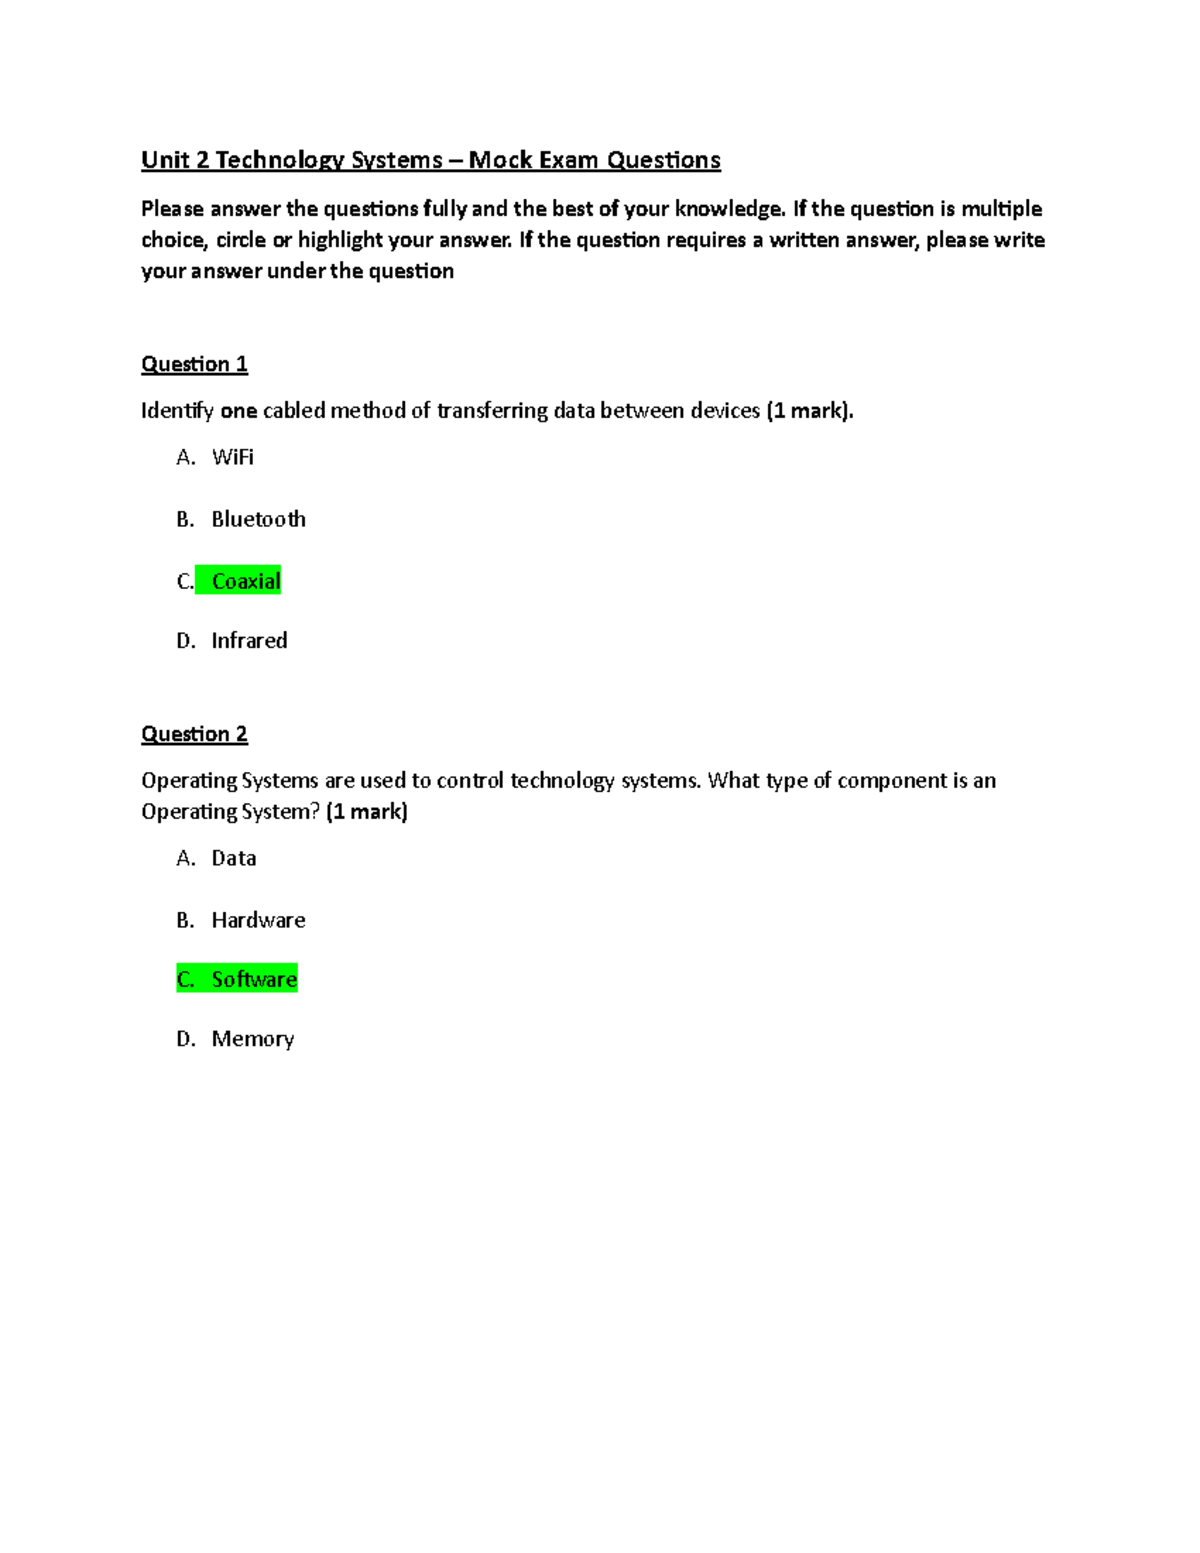 Unit 2 Technology Systems – Mock Exam Questions
Please answer the questions fully and the best of your knowledge. If the question is multiple
choice, circle or highlight your answer. If the question requires a written answer, please write
your answer under the question
Question 1
Identify one cabled method of transferring data between devices (1 mark).
A. WiFi
B. Bluetooth
C. Coaxial
D. Infrared
Question 2
Operating Systems are used to control technology systems. What type of component is an
Operating System? (1 mark)
A. Data
B. Hardware
C. Software
D. Memory